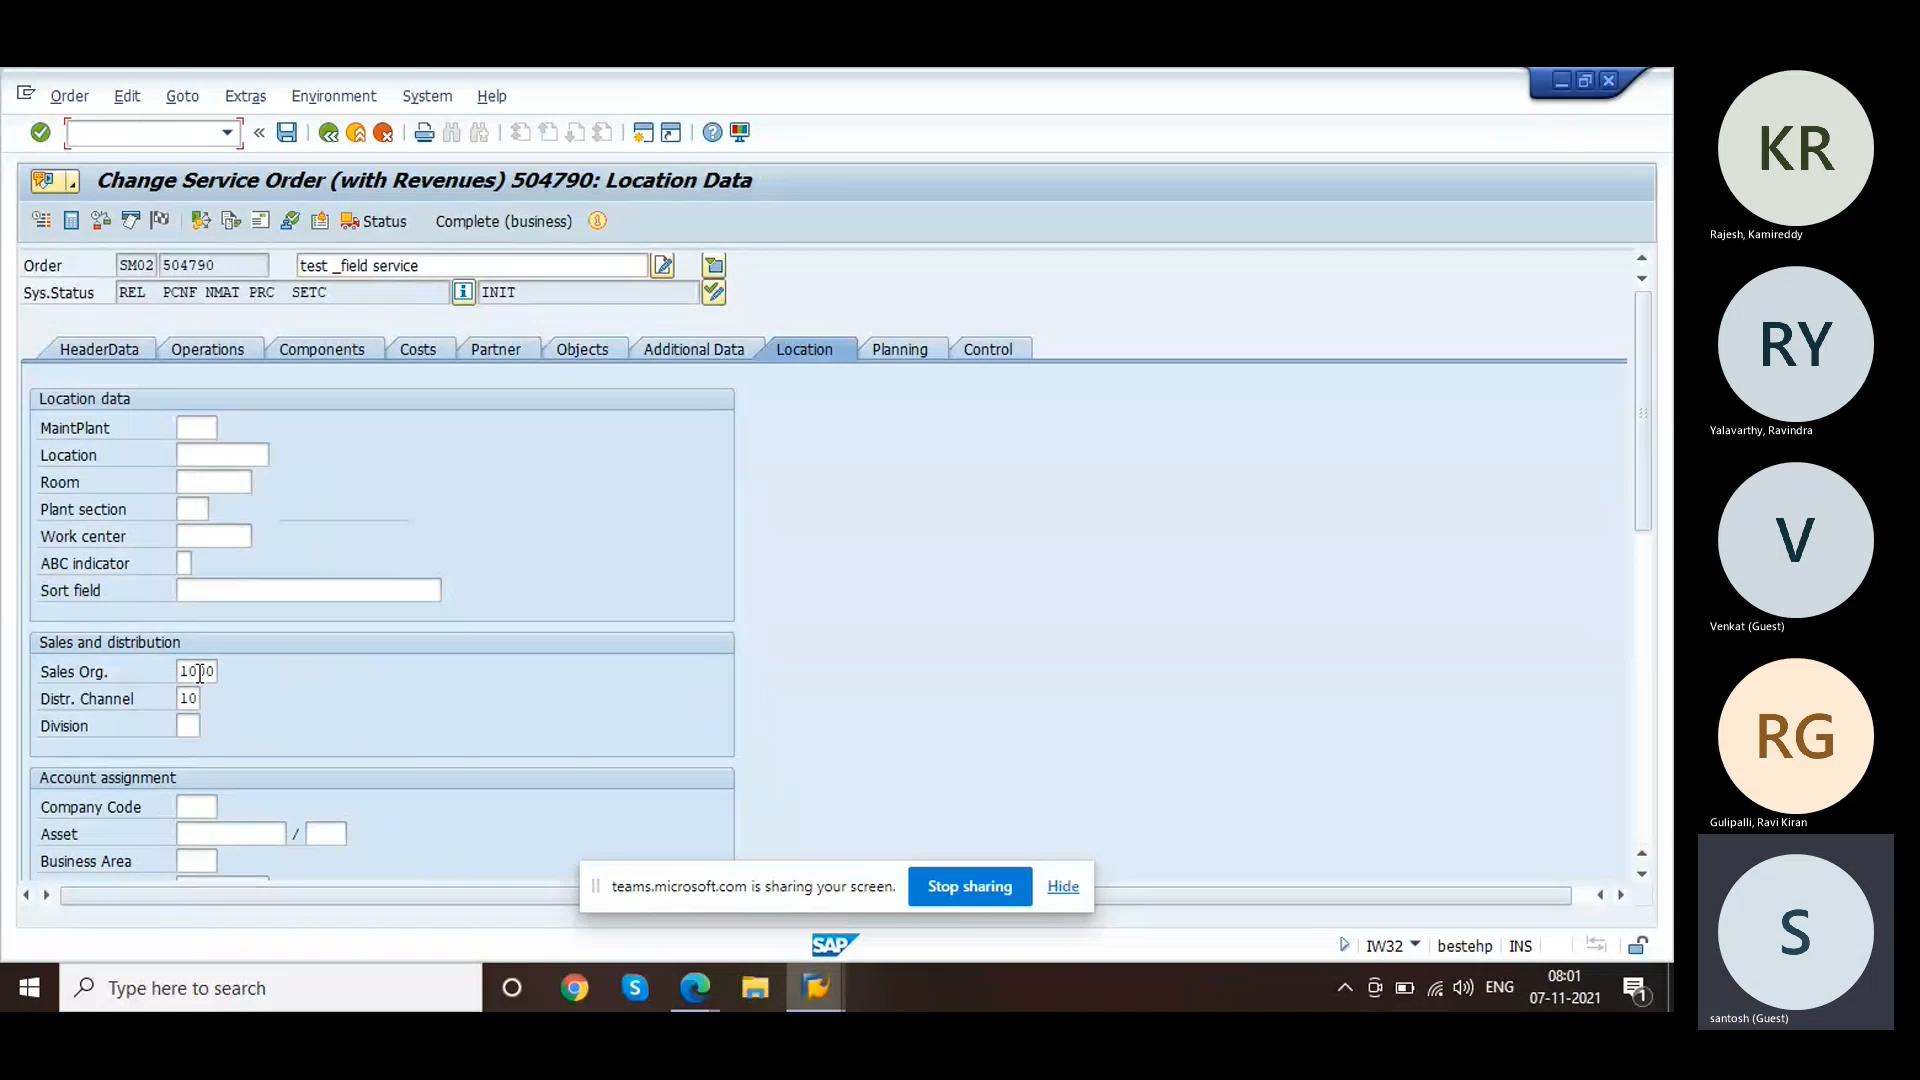 Order Edit Goto Extras Environment System Help
Change Service Order (with Revenues) 504790: Location Data
Status Complete (business)
Order SM02 504790 test _field service
Sys.Status REL PCNF NMAT PRC SETC INIT
HeaderData Operations Components Costs Partner Objects Additional Data Location Planning Control
Location data
MaintPlant
Location
Room
Plant section
Work center
ABC indicator
Sort field
Sales and distribution
Sales Org. 1000
Distr. Channel 10
Division
Account assignment
Company Code
Asset /
Business Area
teams.microsoft.com is sharing your screen. Stop sharing Hide
SAP
IW32 bestehp INS
Type here to search
S
ENG
08:01
07-11-2021
1
KR
Rajesh, Kamireddy
RY
Yalavarthy, Ravindra
V
Venkat (Guest)
RG
Gulipalli, Ravi Kiran
S
santosh (Guest)